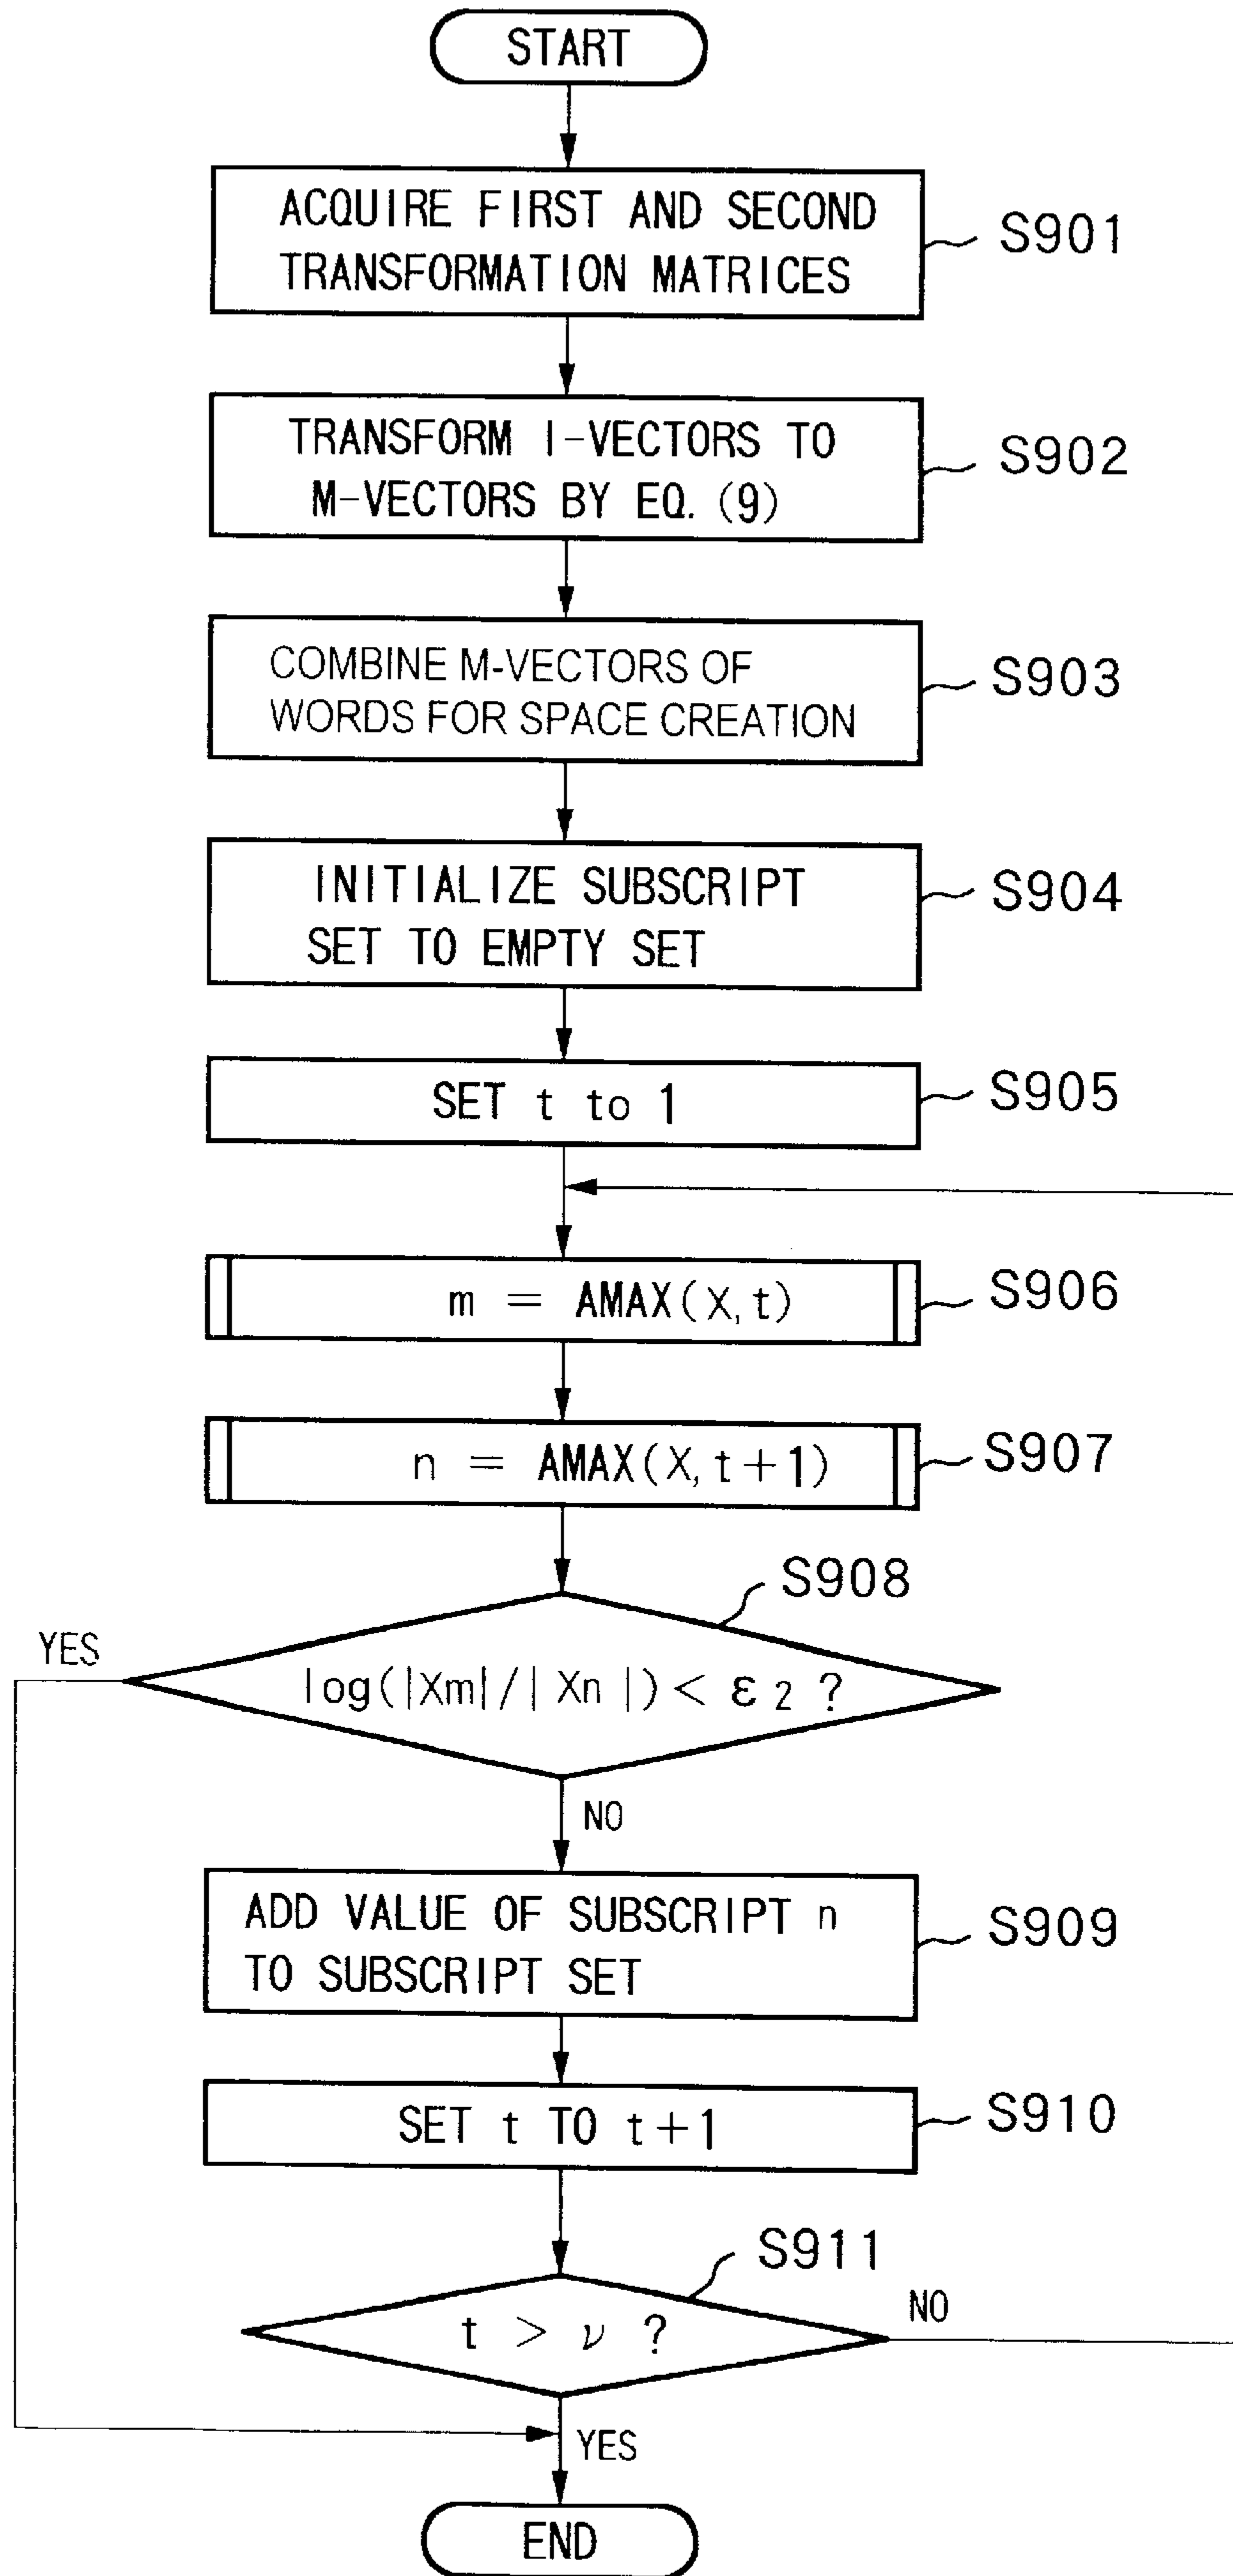 START
ACQUIRE FIRST AND SECOND
TRANSFORMATION MATRICES
S901
TRANSFORM I-VECTORS TO
M-VECTORS BY EQ. (9)
S902
COMBINE M-VECTORS OF
WORDS FOR SPACE CREATION
S903
INITIALIZE SUBSCRIPT
SET TO EMPTY SET
S904
SET t to 1
S905
m = AMAX(X, t)
S906
n = AMAX(X, t+1)
S907
S908
YES
log(|Xm|/| Xn |) < ε 2 ?
NO
ADD VALUE OF SUBSCRIPT n
TO SUBSCRIPT SET
S909
SET t TO t+1
S910
S911
t > ν ?
NO
YES
END